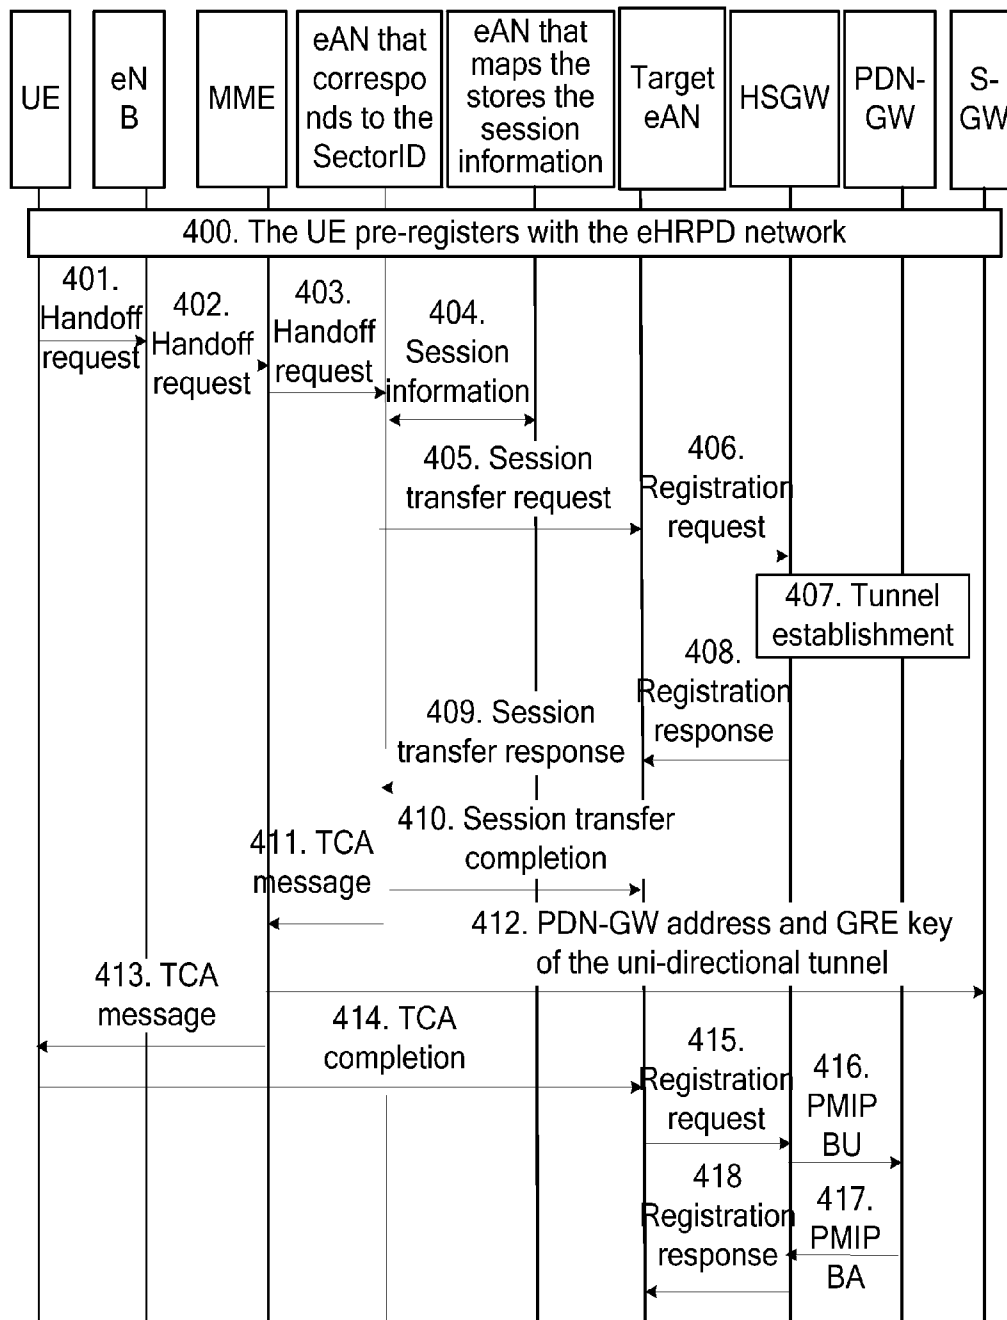 UE
eN
B
MME
eAN that
correspo
nds to the
SectorID
eAN that
maps the
stores the
session
information
Target
eAN
HSGW
PDN-
GW
S-
GW
400. The UE pre-registers with the eHRPD network
401.
Handoff
request
402.
Handoff
request
403.
Handoff
request
404.
Session
information
405. Session
transfer request
406.
Registration
request
407. Tunnel
establishment
408.
Registration
response
409. Session
transfer response
410. Session transfer
completion
411. TCA
message
412. PDN-GW address and GRE key
of the uni-directional tunnel
413. TCA
message
414. TCA
completion
415.
Registration
request
416.
PMIP
BU
417.
PMIP
BA
418
Registration
response